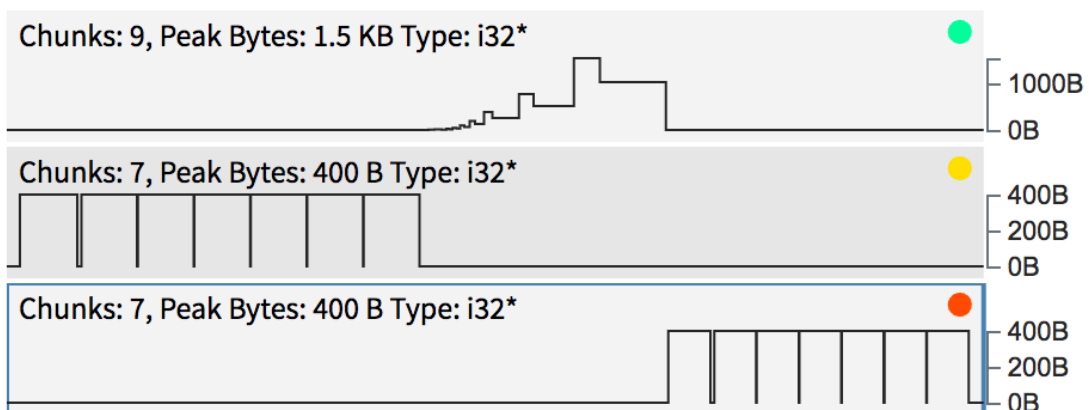 Chunks: 9, Peak Bytes: 1.5 KB Type: i32*
1000B
0B
Chunks: 7, Peak Bytes: 400 B Type: i32*
400B
200B
0B
Chunks: 7, Peak Bytes: 400 B Type: i32*
400B
200B
0B